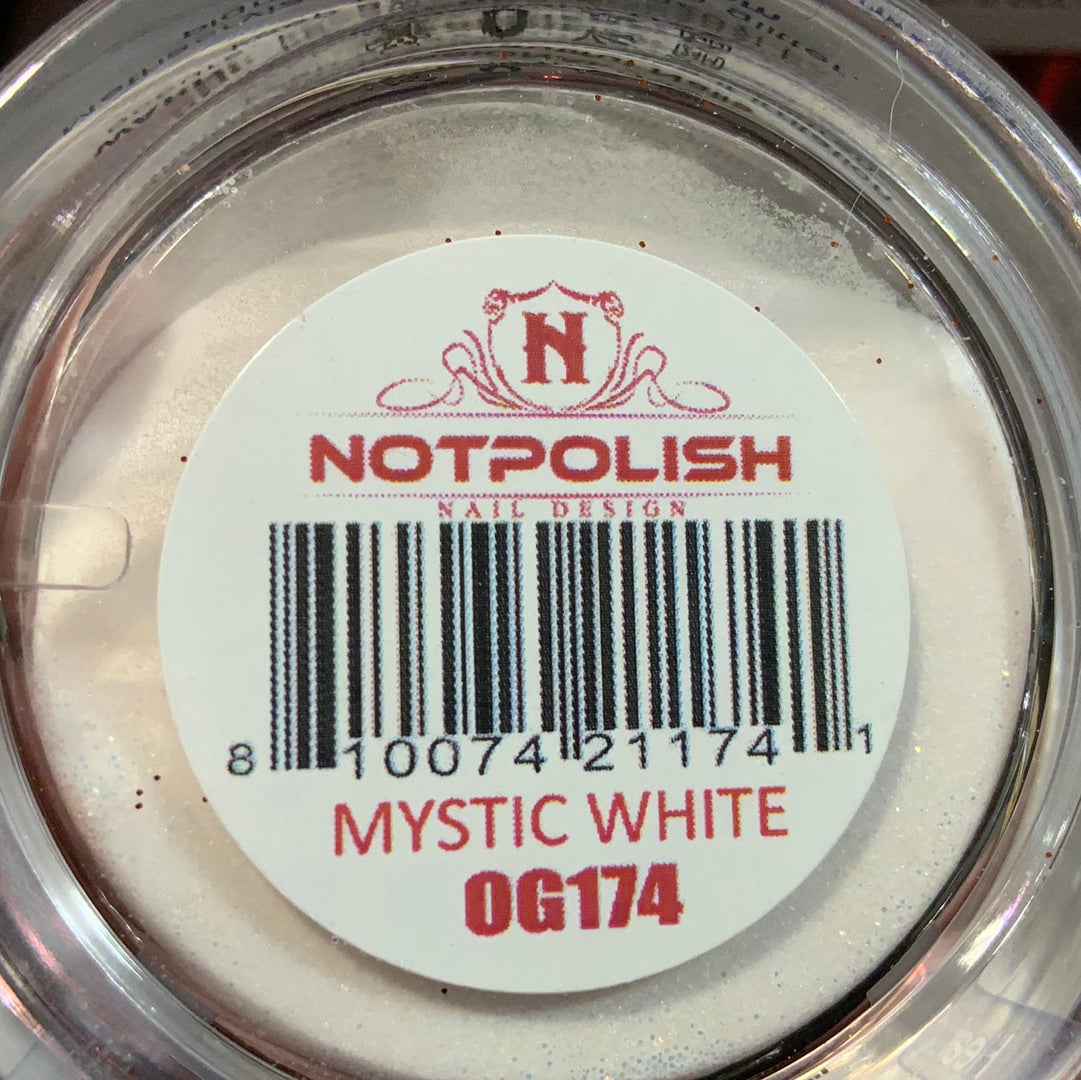 N
NOTPOLISH
NAIL DESIGN
8 10074 21174 1
MYSTIC WHITE
OG174